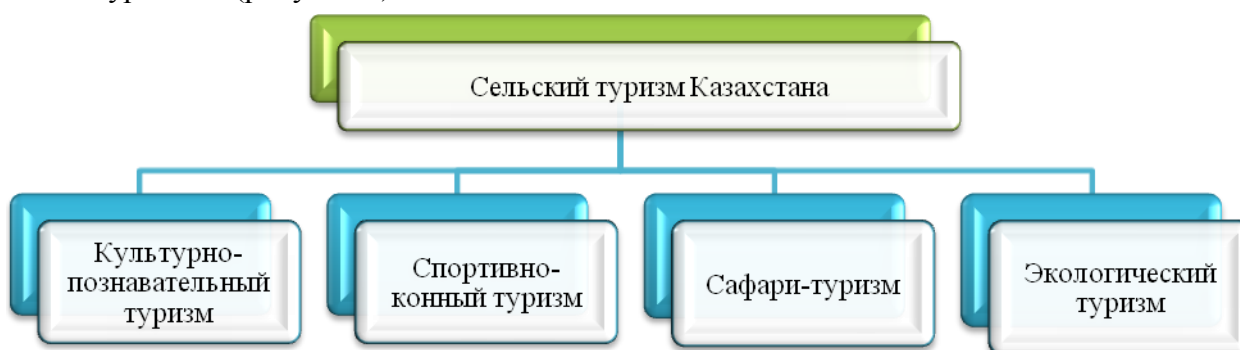 Сельский туризм Казахстана
Культурно-
познавательный
туризм
Спортивно-
конный туризм
Сафари-туризм
Экологический
туризм